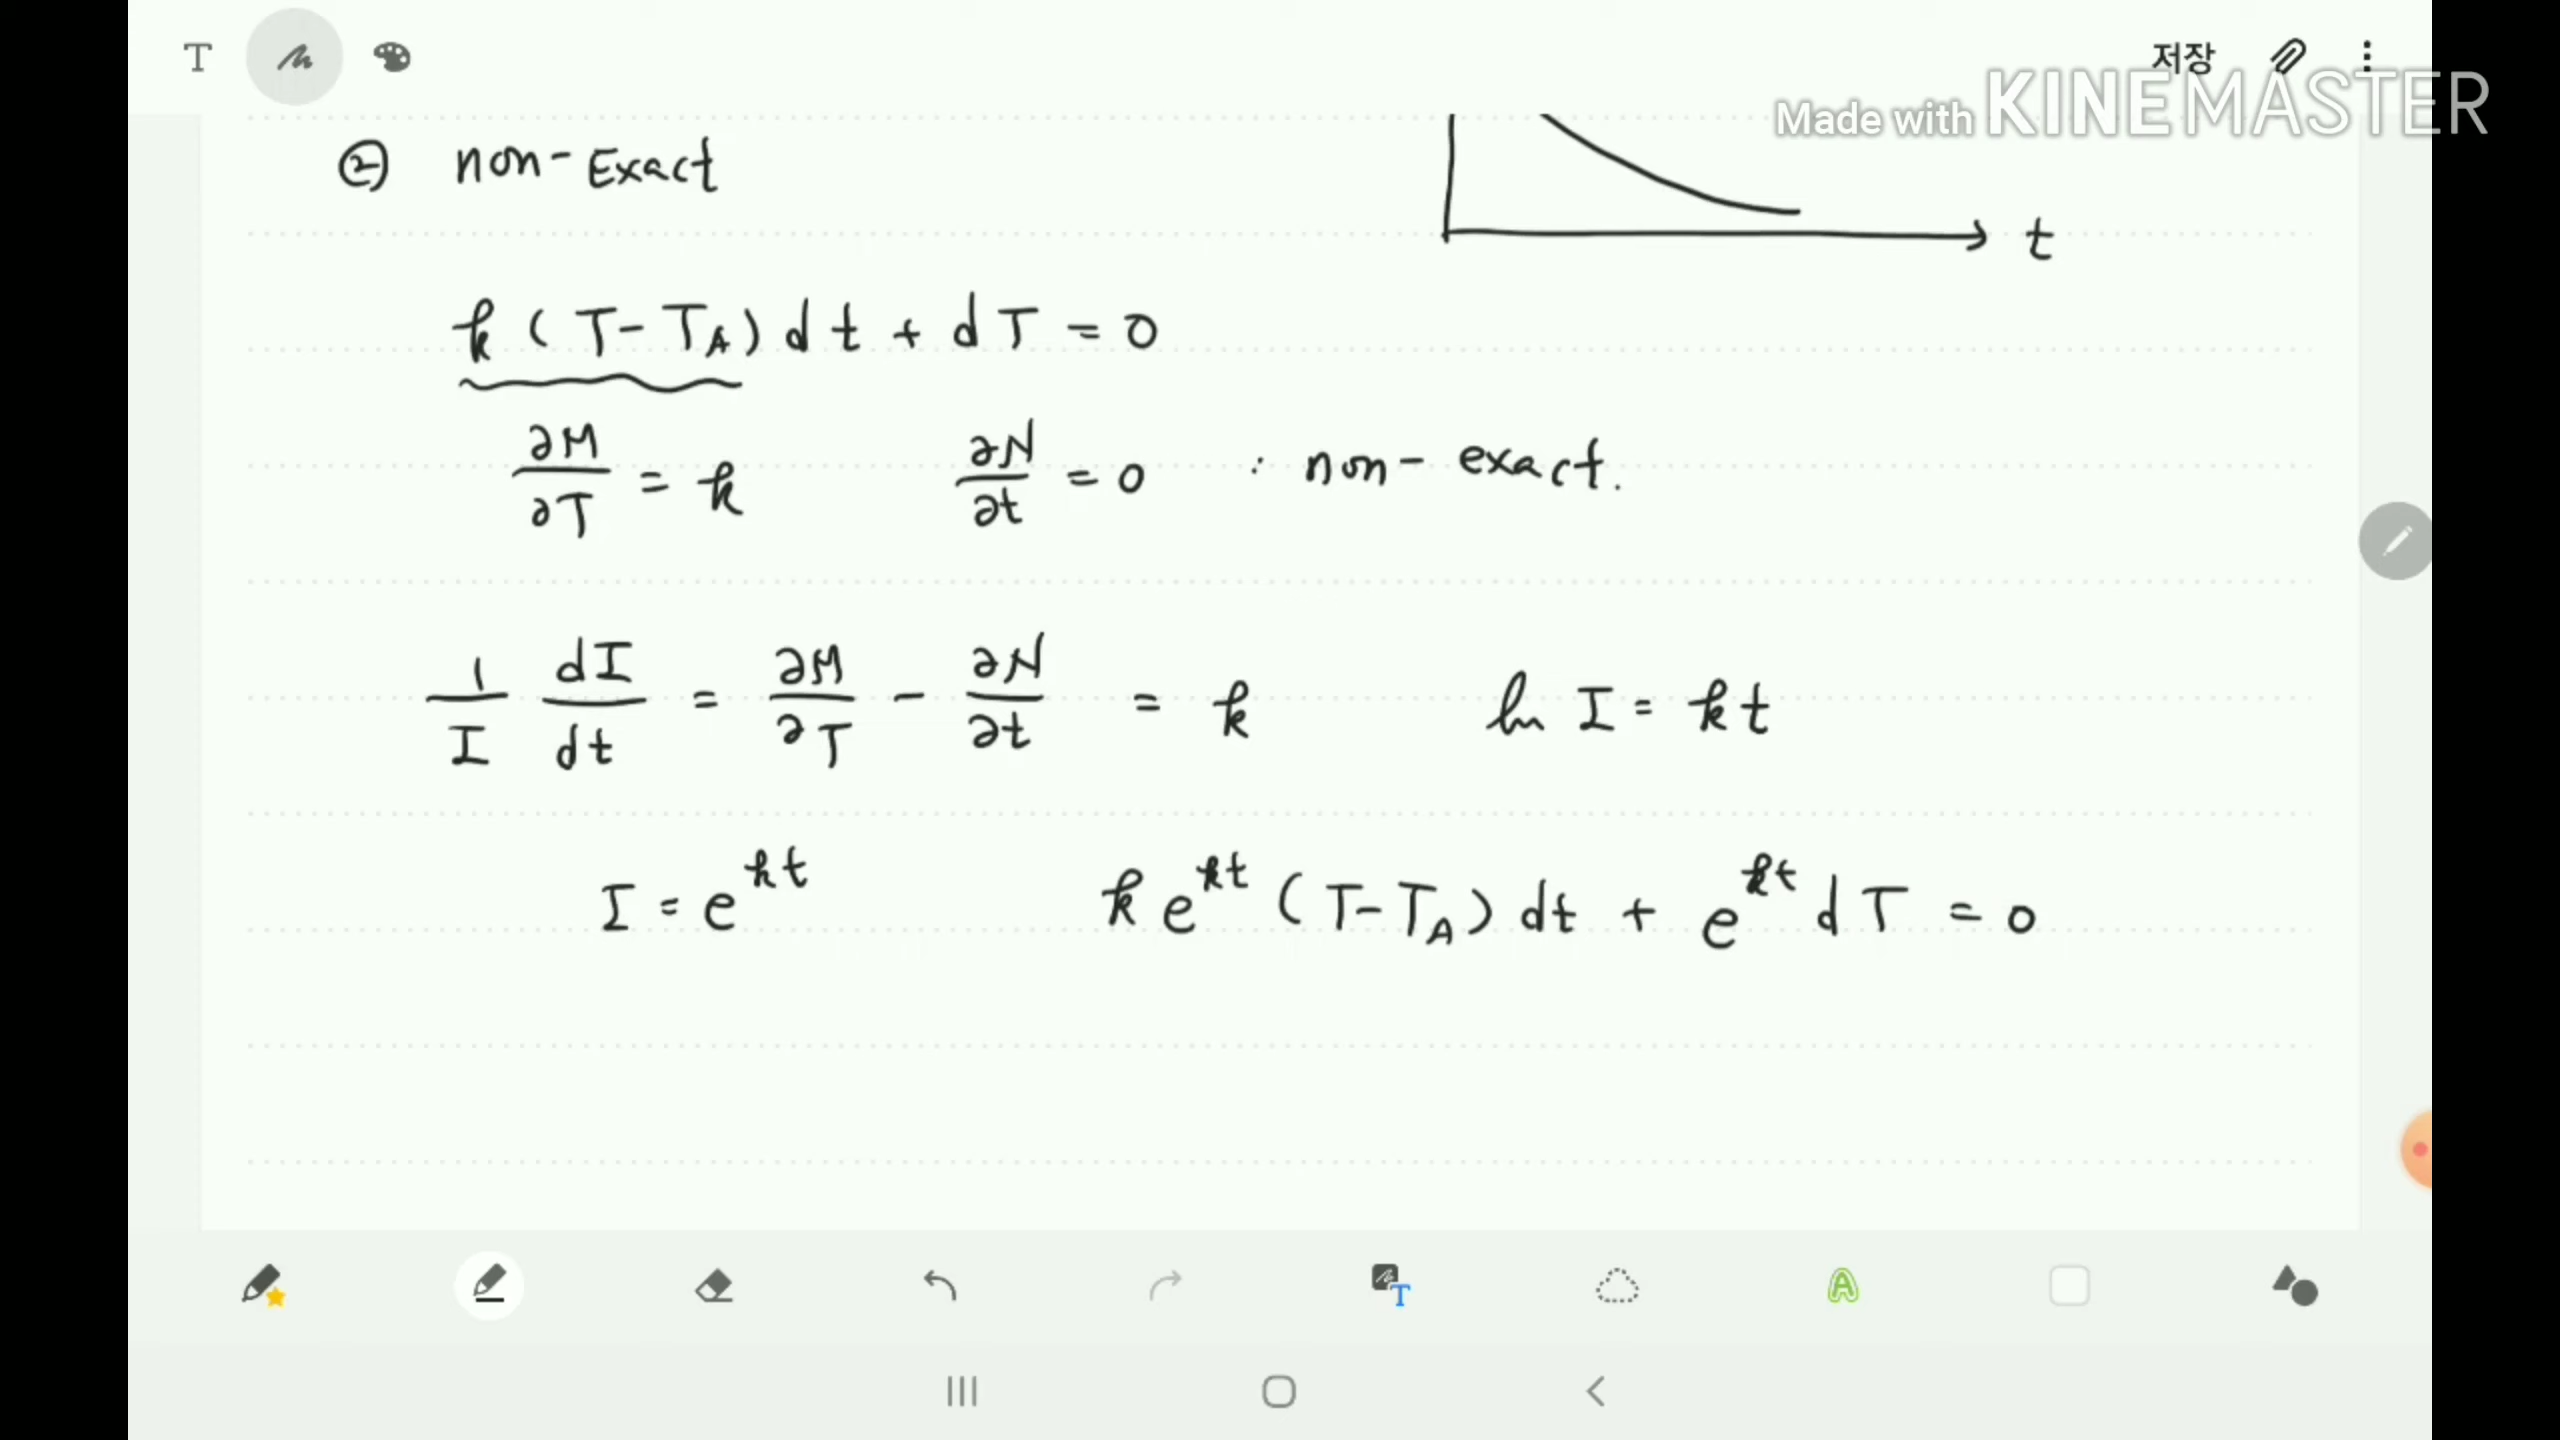 T 저장
Made with KINEMASTER
② non-Exact
t
k(T-T_A)dt + dT = 0
∂M/∂T = k ∂N/∂t = 0 ∴ non-exact.
1/I dI/dt = ∂M/∂T - ∂N/∂t = k ln I = kt
I = e^{kt} k e^{kt}(T-T_A)dt + e^{kt}dT = 0
T A